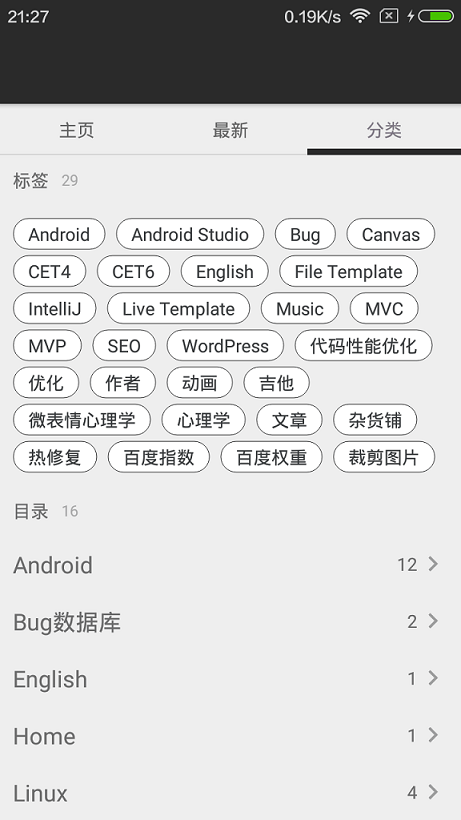 21:27 0.19K/s
主页 最新 分类
标签 29
Android Android Studio Bug Canvas
CET4 CET6 English File Template
IntelliJ Live Template Music MVC
MVP SEO WordPress 代码性能优化
优化 作者 动画 吉他
微表情心理学 心理学 文章 杂货铺
热修复 百度指数 百度权重 裁剪图片
目录 16
Android 12
Bug数据库 2
English 1
Home 1
Linux 4